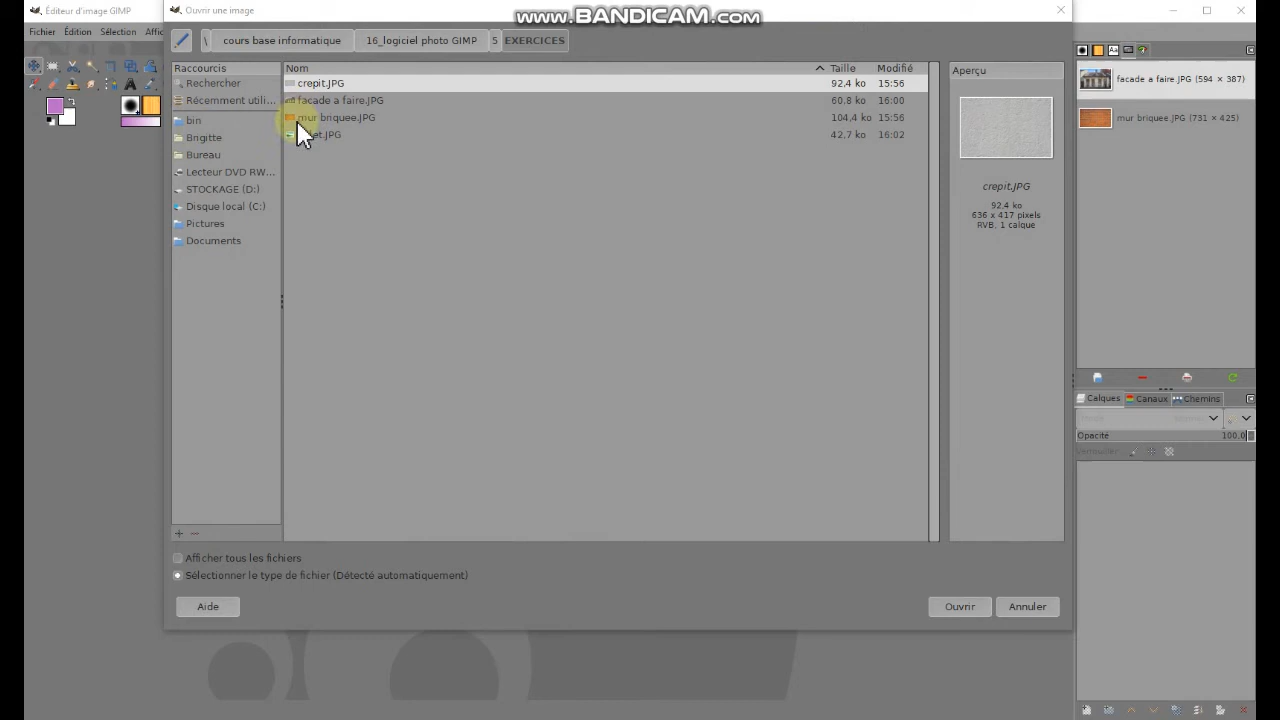 Éditeur d'image GIMP
Ouvrir une image
www.BANDICAM.com
Fichier Édition Sélection Affic
\ cours base informatique 16_logiciel photo GIMP 5 EXERCICES
Raccourcis
Rechercher
Récemment utili...
bin
Brigitte
Bureau
Lecteur DVD RW...
STOCKAGE (D:)
Disque local (C:)
Pictures
Documents
Nom Taille Modifié
crepit.JPG 92,4 ko 15:56
facade a faire.JPG 60,8 ko 16:00
mur briquee.JPG 104,4 ko 15:56
et.JPG 42,7 ko 16:02
Aperçu
crepit.JPG
92,4 ko
636 x 417 pixels
RVB, 1 calque
Afficher tous les fichiers
Sélectionner le type de fichier (Détecté automatiquement)
Aide
Ouvrir
Annuler
facade a faire.JPG (594 × 387)
mur briquee.JPG (731 × 425)
Calques Canaux Chemins
Opacité 100,0
Verrouiller :